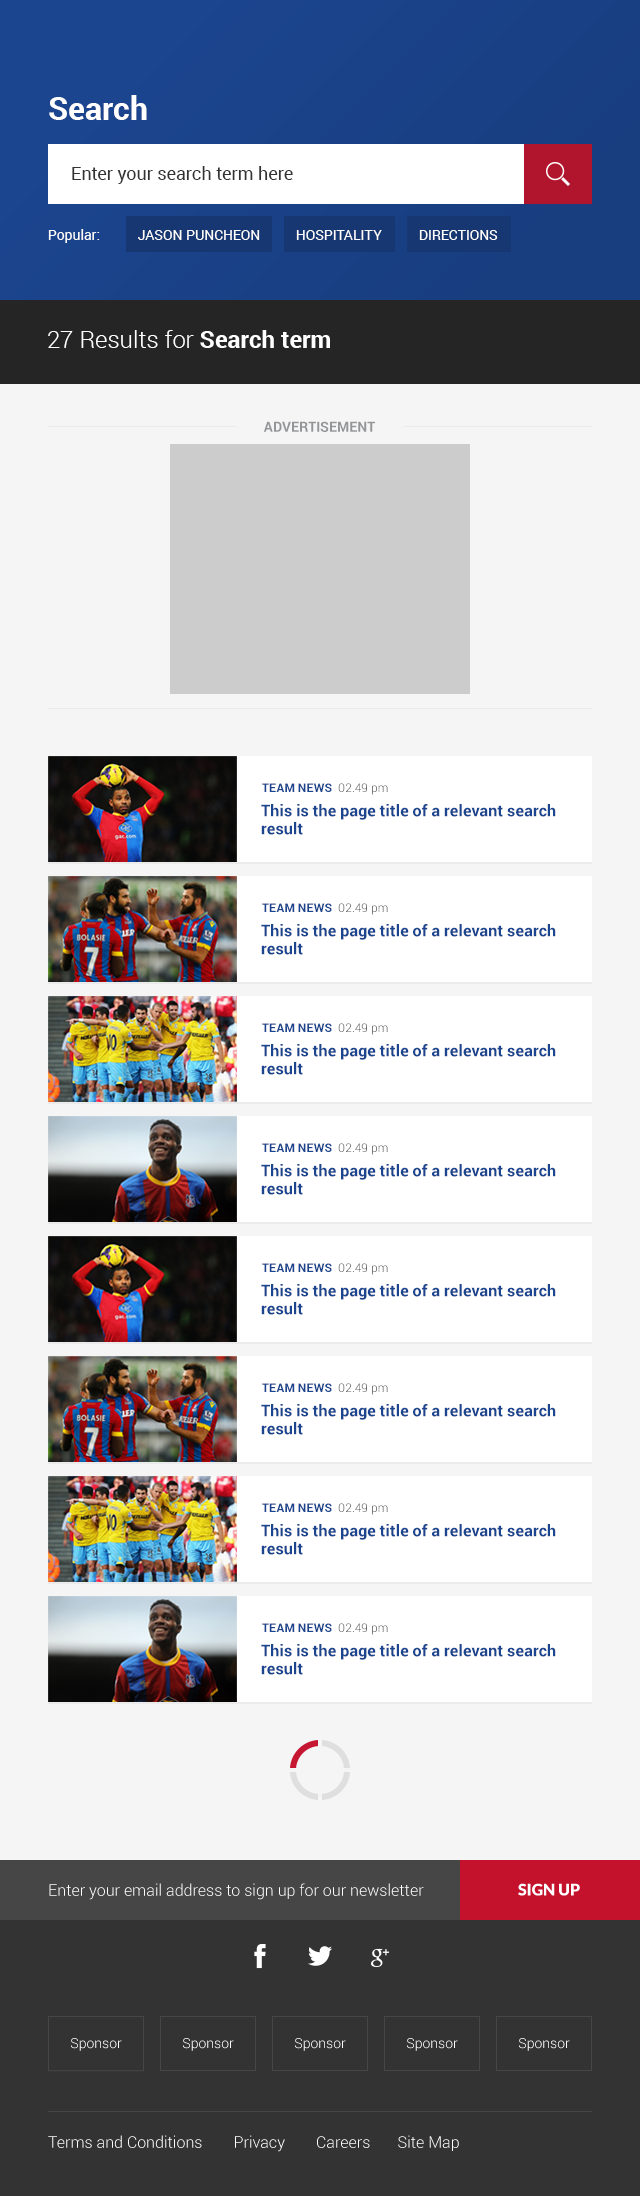 Search
Enter your search term here
Popular: JASON PUNCHEON HOSPITALITY DIRECTIONS
27 Results for Search term
ADVERTISEMENT
gac.com
TEAM NEWS 02.49 pm
This is the page title of a relevant search
result
BOLASIE
7
TEAM NEWS 02.49 pm
This is the page title of a relevant search
result
TEAM NEWS 02.49 pm
This is the page title of a relevant search
result
TEAM NEWS 02.49 pm
This is the page title of a relevant search
result
gac.com
TEAM NEWS 02.49 pm
This is the page title of a relevant search
result
BOLASIE
7
TEAM NEWS 02.49 pm
This is the page title of a relevant search
result
TEAM NEWS 02.49 pm
This is the page title of a relevant search
result
TEAM NEWS 02.49 pm
This is the page title of a relevant search
result
Enter your email address to sign up for our newsletter SIGN UP
f g+
Sponsor Sponsor Sponsor Sponsor Sponsor
Terms and Conditions Privacy Careers Site Map